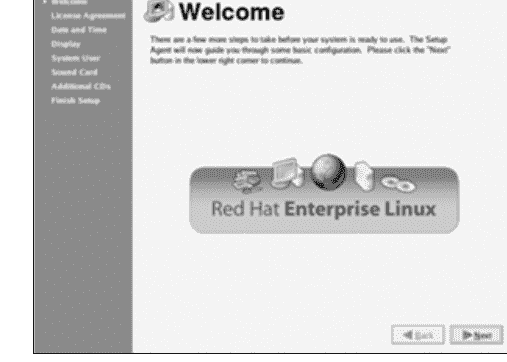 Welcome
License Agreement
Date and Time
Display
System User
Sound Card
Additional CDs
Finish Setup
Welcome
There are a few more steps to take before your system is ready to use. The Setup
Agent will now guide you through some basic configuration. Please click the "Next"
button in the lower right corner to continue.
Red Hat Enterprise Linux
Back
Next